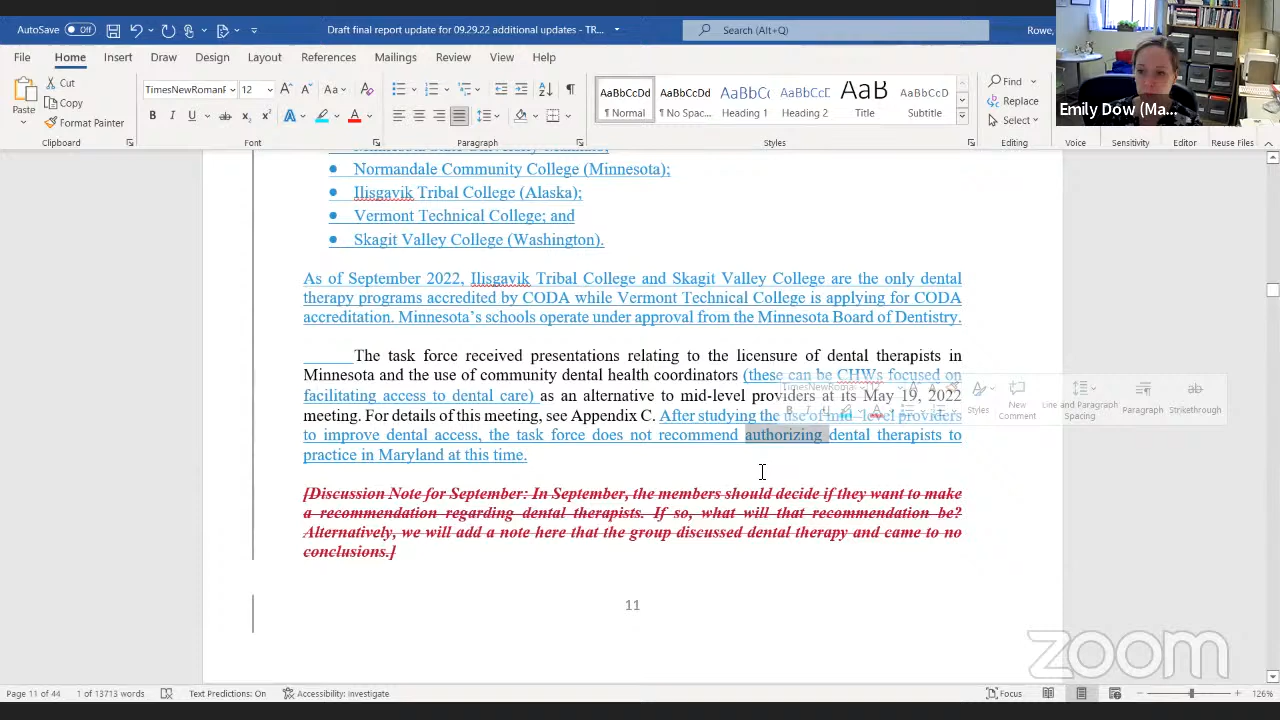 AutoSave Off Draft final report update for 09.29.22 additional updates - TR... Search (Alt+Q) Rowe,
File Home Insert Draw Design Layout References Mailings Review View Help
Paste Cut Copy Format Painter Clipboard
TimesNewRomanF 12 Font
Paragraph
AaBbCcDd AaBbCcDd AaBbC( AaBbCcE AaB AaBbCcD
¶ Normal ¶ No Spac... Heading 1 Heading 2 Title Subtitle
Styles
Find Replace Select Editing
Voice Sensitivity Editor Reuse Files
Emily Dow (Ma...
• Normandale Community College (Minnesota);
• Ilisgavik Tribal College (Alaska);
• Vermont Technical College; and
• Skagit Valley College (Washington).
As of September 2022, Ilisgavik Tribal College and Skagit Valley College are the only dental
therapy programs accredited by CODA while Vermont Technical College is applying for CODA
accreditation. Minnesota's schools operate under approval from the Minnesota Board of Dentistry.
The task force received presentations relating to the licensure of dental therapists in
Minnesota and the use of community dental health coordinators (these can be CHWs focused on
facilitating access to dental care) as an alternative to mid-level providers at its May 19, 2022
meeting. For details of this meeting, see Appendix C. After studying the use of mid-level providers
to improve dental access, the task force does not recommend authorizing dental therapists to
practice in Maryland at this time.
[Discussion Note for September: In September, the members should decide if they want to make
a recommendation regarding dental therapists. If so, what will that recommendation be?
Alternatively, we will add a note here that the group discussed dental therapy and came to no
conclusions.]
11
Styles New Comment Line and Paragraph Spacing Paragraph Strikethrough
zoom
Page 11 of 44 1 of 13713 words Text Predictions: On Accessibility: Investigate Focus 126%